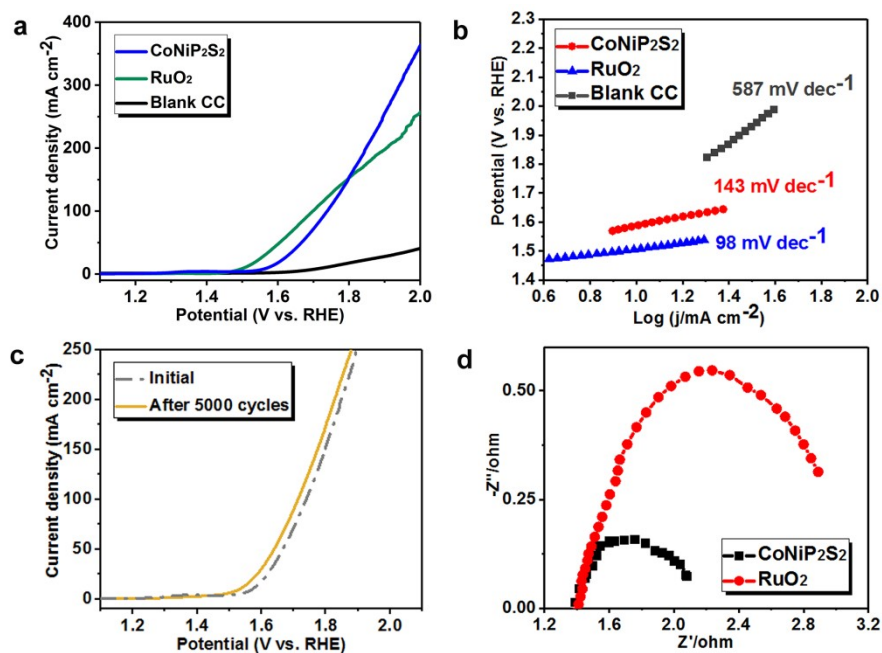 a
CoNiP2S2
RuO2
Blank CC
Current density (mA cm-2)
400
300
200
100
0
1.2 1.4 1.6 1.8 2.0
Potential (V vs. RHE)
b
CoNiP2S2
RuO2
Blank CC
587 mV dec-1
143 mV dec-1
98 mV dec-1
Potential (V vs. RHE)
2.3
2.2
2.1
2.0
1.9
1.8
1.7
1.6
1.5
1.4
0.6 0.8 1.0 1.2 1.4 1.6 1.8 2.0
Log (j/mA cm-2)
c
Initial
After 5000 cycles
Current density (mA cm-2)
250
200
150
100
50
0
1.2 1.4 1.6 1.8 2.0
Potential (V vs. RHE)
d
-Z''/ohm
0.50
0.25
0.00
CoNiP2S2
RuO2
1.2 1.6 2.0 2.4 2.8 3.2
Z'/ohm